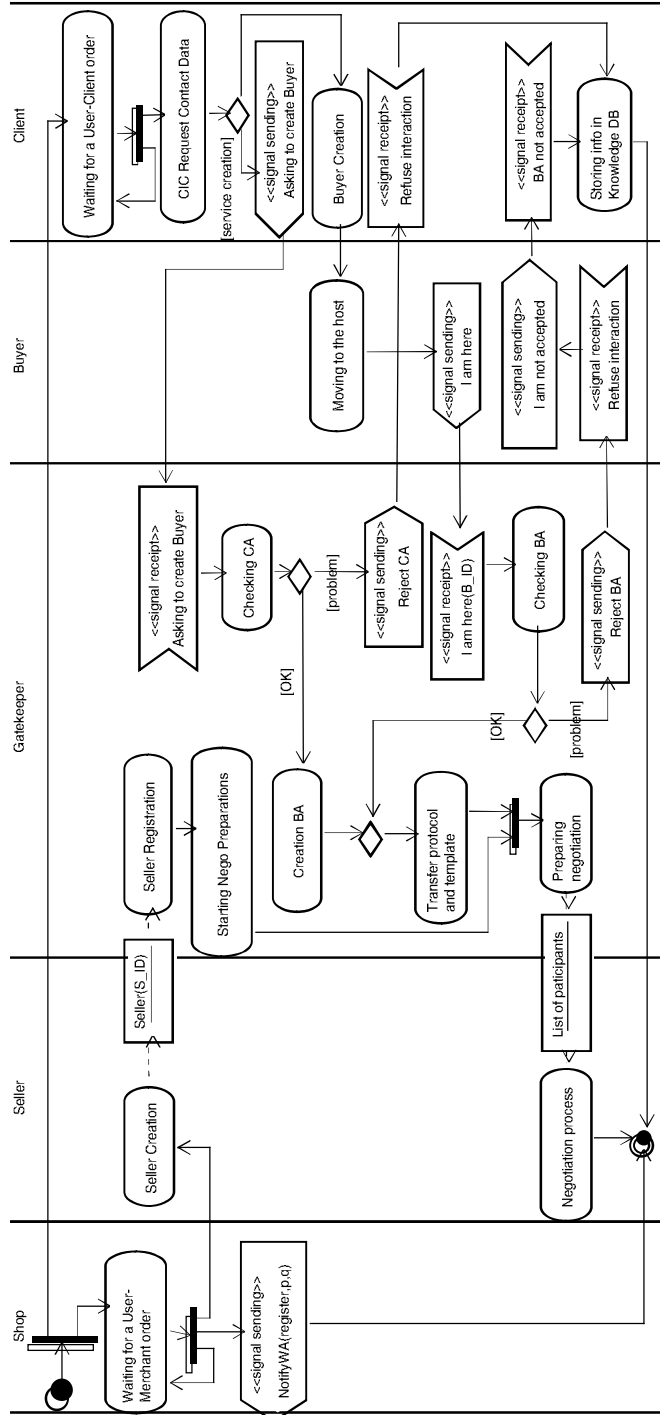 Shop
Seller
Gatekeeper
Buyer
Client
Waiting for a User-
Merchant order
<<signal sending>>
NotifyWA(register,p,q)
Seller Creation
Seller(S_ID)
Negotiation process
List of paticipants
Seller Registration
Starting Nego Preparations
<<signal receipt>>
Asking to create Buyer
Checking CA
[OK]
[problem]
Creation BA
<<signal sending>>
Reject CA
Transfer protocol
and template
<<signal receipt>>
I am here(B_ID)
Checking BA
[OK]
[problem]
Preparing
negotiation
<<signal sending>>
Reject BA
Moving to the host
<<signal sending>>
I am here
<<signal sending>>
I am not accepted
<<signal receipt>>
Refuse interaction
Waiting for a User-Client order
CIC Request Contact Data
[service creation]
<<signal sending>>
Asking to create Buyer
Buyer Creation
<<signal receipt>>
Refuse interaction
<<signal receipt>>
BA not accepted
Storing info in
Knowledge DB